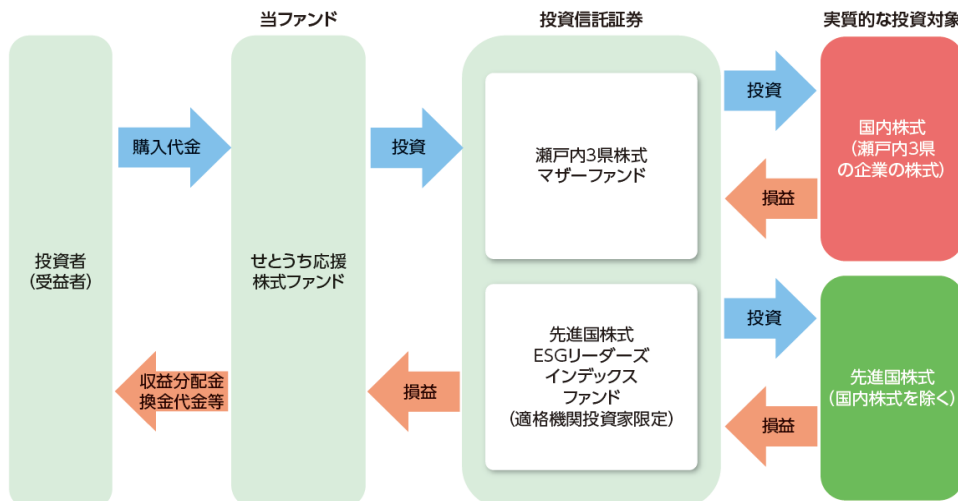 当ファンド
投資信託証券
実質的な投資対象
投資者
(受益者)
購入代金
収益分配金
換金代金等
せとうち応援
株式ファンド
投資
損益
瀬戸内3県株式
マザーファンド
先進国株式
ESGリーダーズ
インデックス
ファンド
(適格機関投資家限定)
投資
損益
国内株式
(瀬戸内3県
の企業の株式)
投資
損益
先進国株式
(国内株式を除く)